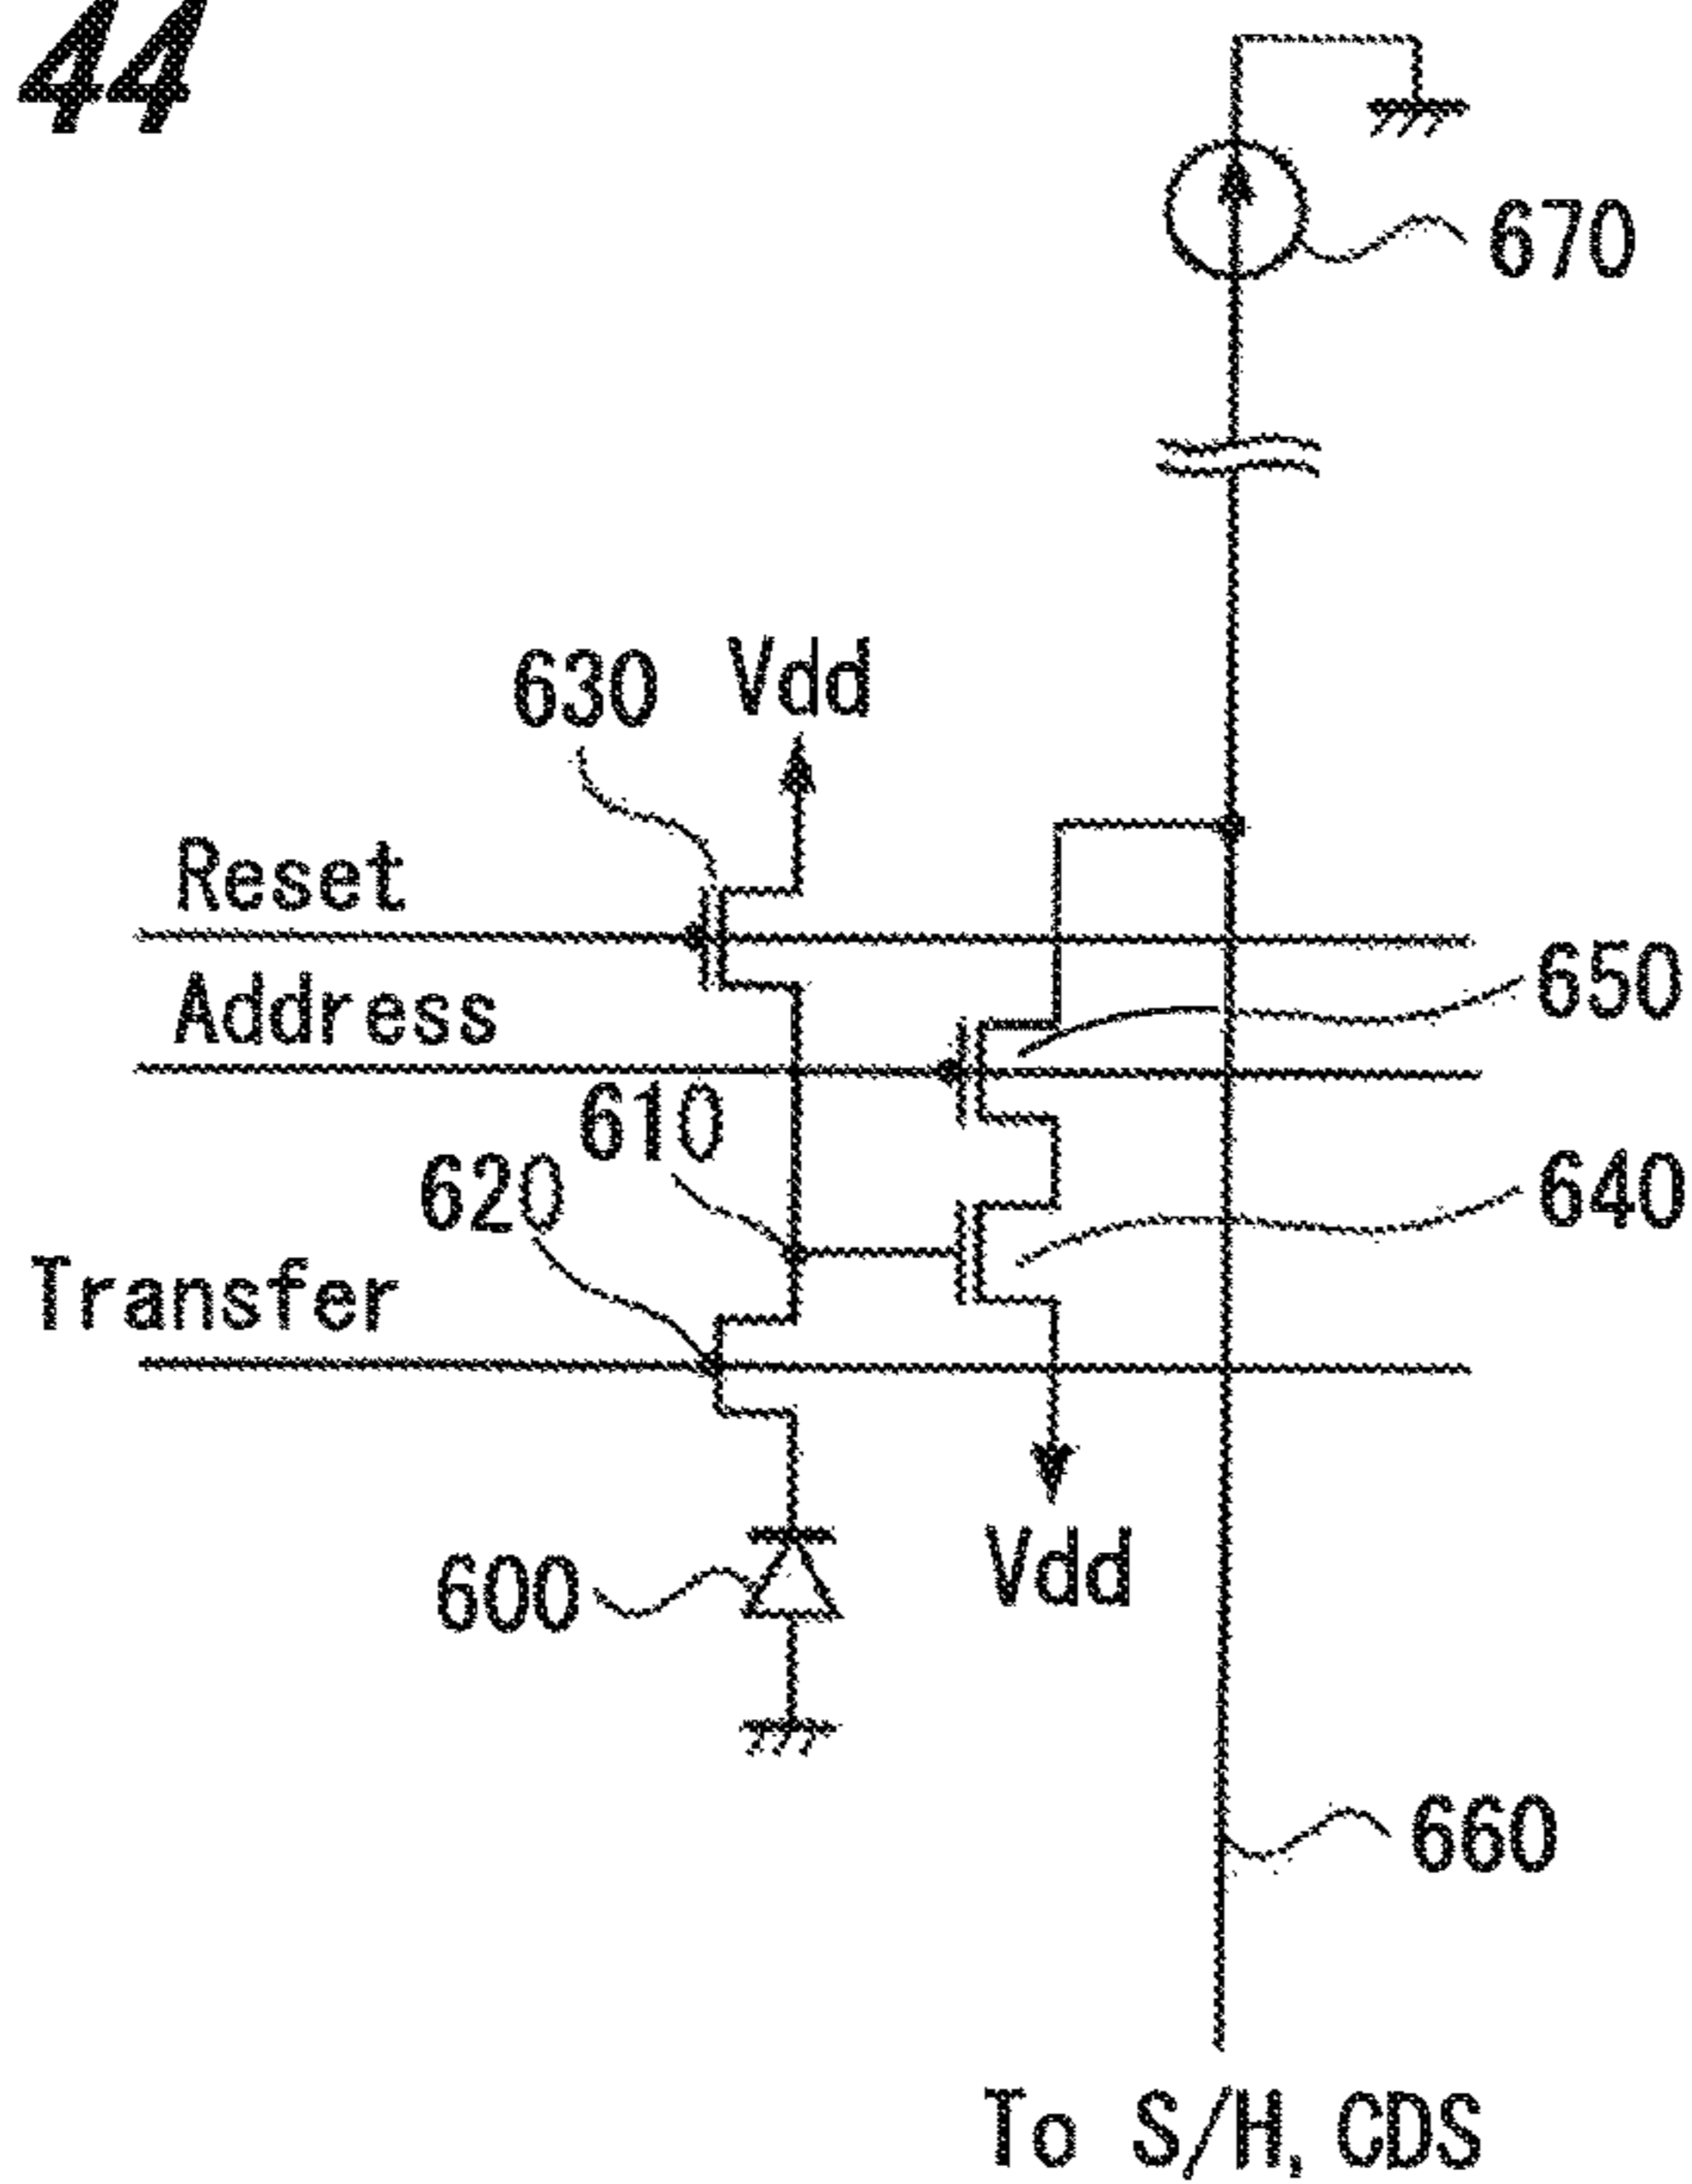 44
670
630 Vdd
Reset
650
Address
610
620
640
Transfer
600
Vdd
660
To S/H, CDS